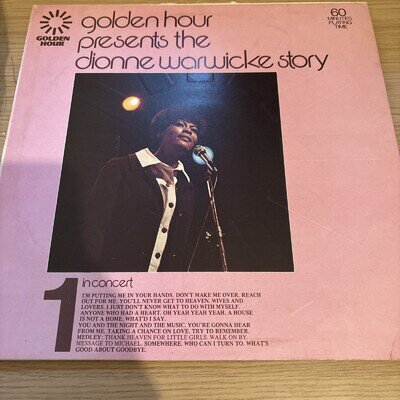 golden hour
presents the
dionne warwicke story
GOLDEN
HOUR
60
MINUTES
PLAYING
TIME
1 in concert
I'M PUTTING ME IN YOUR HANDS. DON'T MAKE ME OVER. REACH
OUT FOR ME. YOU'LL NEVER GET TO HEAVEN. WIVES AND
LOVERS. I JUST DON'T KNOW WHAT TO DO WITH MYSELF.
ANYONE WHO HAD A HEART. OH YEAH YEAH YEAH. A HOUSE
IS NOT A HOME. WHAT'D I SAY.
YOU AND THE NIGHT AND THE MUSIC. YOU'RE GONNA HEAR
FROM ME. TAKING A CHANCE ON LOVE. TRY TO REMEMBER.
MEDLEY: THANK HEAVEN FOR LITTLE GIRLS. WALK ON BY.
MESSAGE TO MICHAEL. SOMEWHERE. WHO CAN I TURN TO. WHAT'S
GOOD ABOUT GOODBYE.